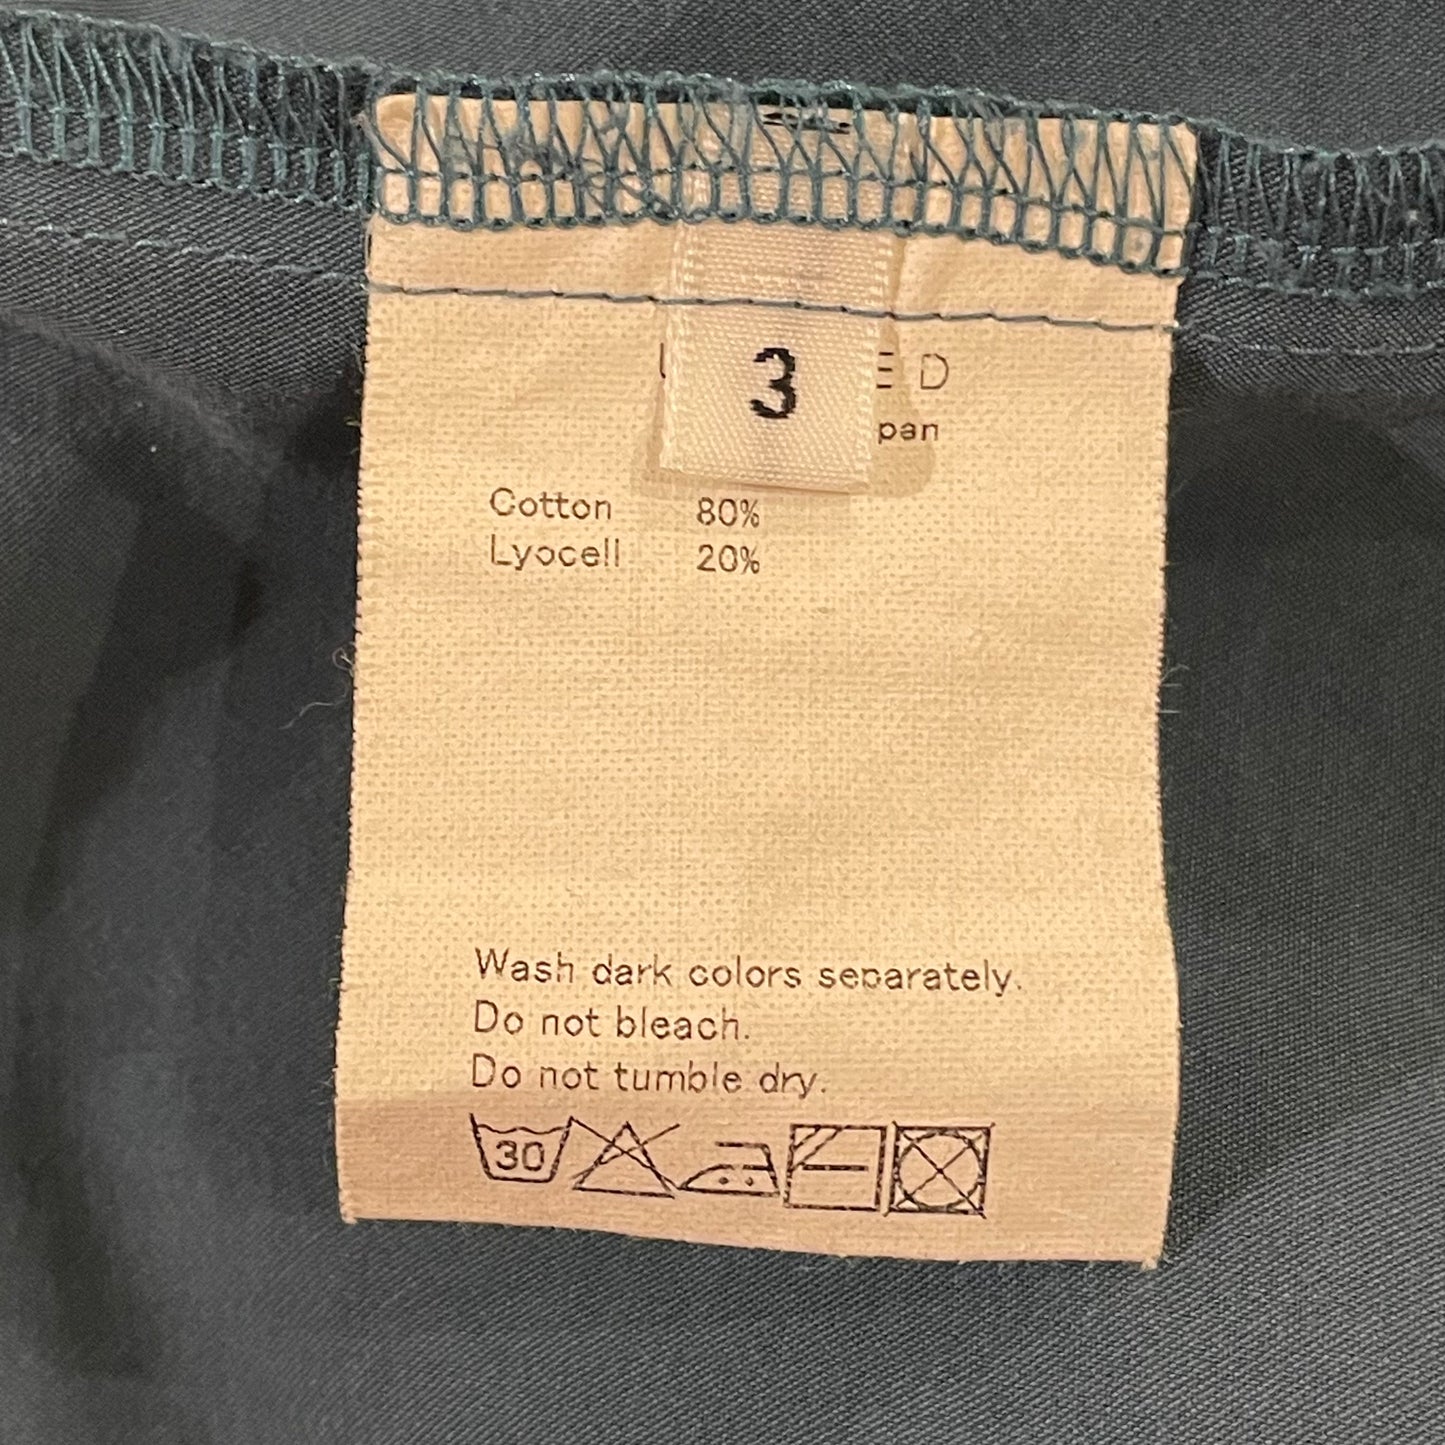 3
Cotton 80%
Lyocell 20%
Wash dark colors separately.
Do not bleach.
Do not tumble dry.
30